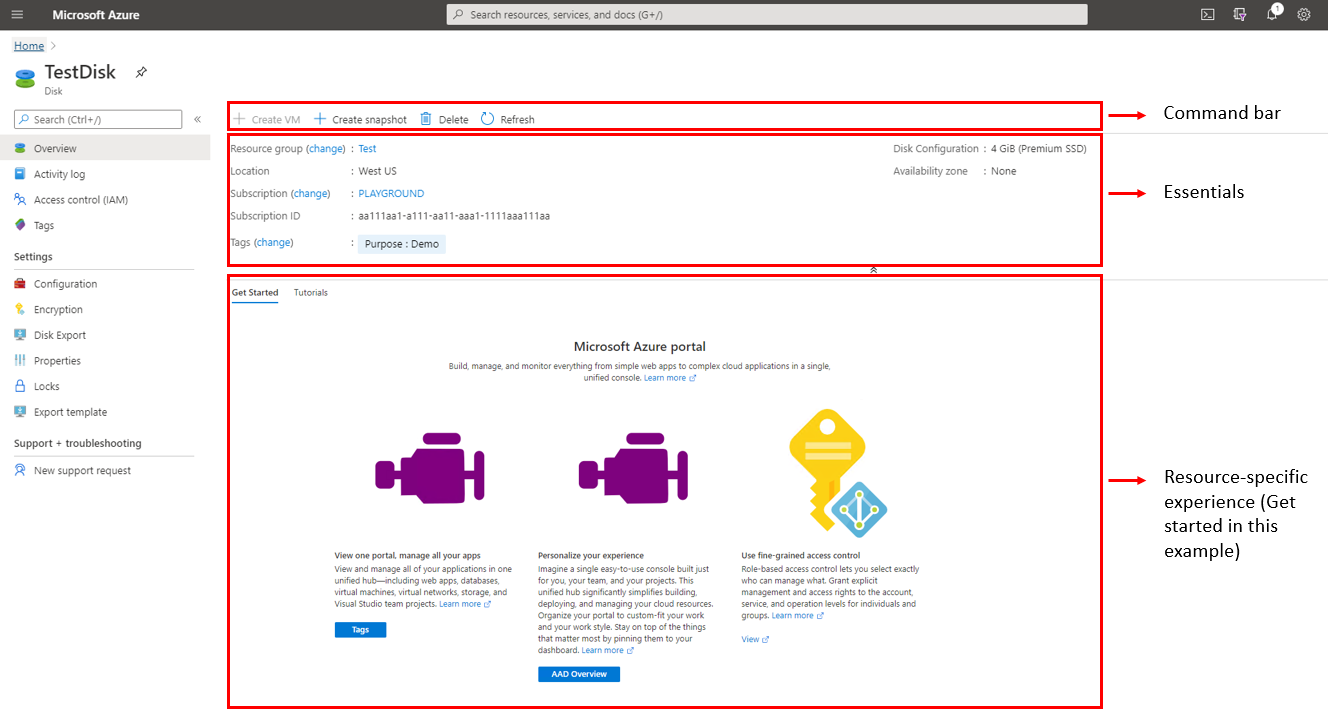 Microsoft Azure
Search resources, services, and docs (G+/)
1
Home
TestDisk
Disk
Search (Ctrl+/)
«
Overview
Activity log
Access control (IAM)
Tags
Settings
Configuration
Encryption
Disk Export
Properties
Locks
Export template
Support + troubleshooting
New support request
Create VM
Create snapshot
Delete
Refresh
Resource group (change) : Test
Location : West US
Subscription (change) : PLAYGROUND
Subscription ID : aa111aa1-a111-aa11-aaa1-1111aaa111aa
Tags (change) : Purpose : Demo
Disk Configuration : 4 GiB (Premium SSD)
Availability zone : None
Get Started
Tutorials
Microsoft Azure portal
Build, manage, and monitor everything from simple web apps to complex cloud applications in a single,
unified console. Learn more
View one portal, manage all your apps
View and manage all of your applications in one
unified hub—including web apps, databases,
virtual machines, virtual networks, storage, and
Visual Studio team projects. Learn more
Tags
Personalize your experience
Imagine a single easy-to-use console built just
for you, your team, and your projects. This
unified hub significantly simplifies building,
deploying, and managing your cloud resources.
Organize your portal to custom-fit your work
and your work style. Stay on top of the things
that matter most by pinning them to your
dashboard. Learn more
AAD Overview
Use fine-grained access control
Role-based access control lets you select exactly
who can manage what. Grant explicit
management and access rights to the account,
service, and operation levels for individuals and
groups. Learn more
View
Command bar
Essentials
Resource-specific
experience (Get
started in this
example)